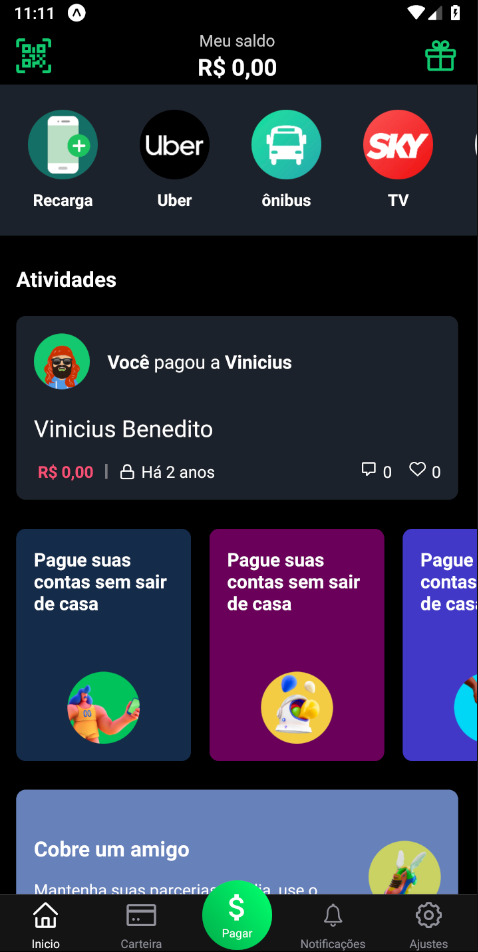 11:11
Meu saldo
R$ 0,00
Uber
SKY
Recarga
Uber
ônibus
TV
Atividades
Você pagou a Vinicius
Vinicius Benedito
R$ 0,00 | Há 2 anos 0 0
Pague suas
contas sem sair
de casa
Pague suas
contas sem sair
de casa
Pague
contas
de cas
Cobre um amigo
Mantenha suas parcerias dia, use o
$
Pagar
Inicio
Carteira
Notificações
Ajustes